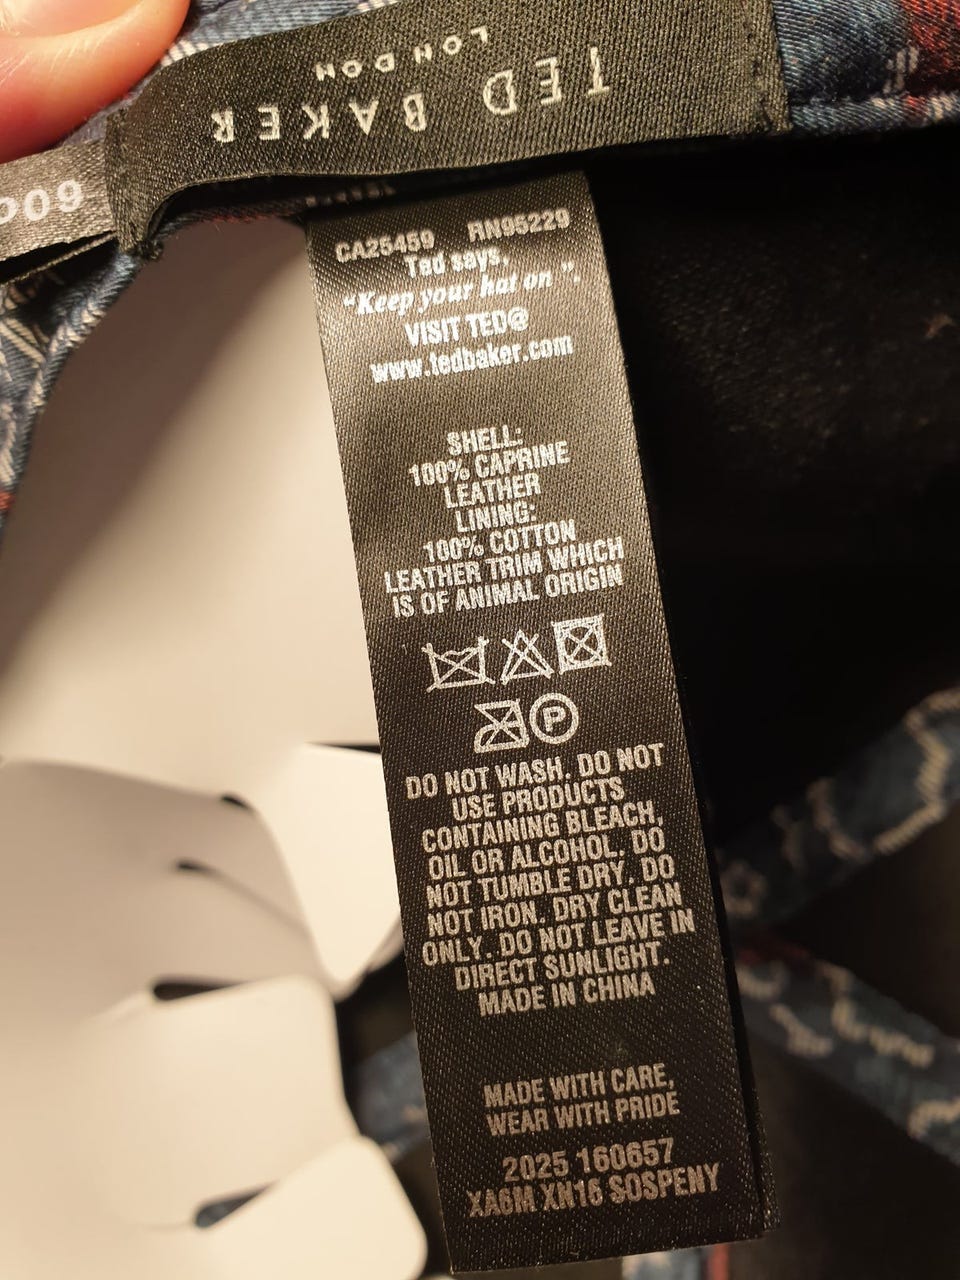 TED BAKER
LONDON
CA25459 RN95229
Ted says,
"Keep your hat on ".
VISIT TED@
www.tedbaker.com
SHELL:
100% CAPRINE
LEATHER
LINING:
100% COTTON
LEATHER TRIM WHICH
IS OF ANIMAL ORIGIN
P
DO NOT WASH. DO NOT
USE PRODUCTS
CONTAINING BLEACH,
OIL OR ALCOHOL. DO
NOT TUMBLE DRY. DO
NOT IRON. DRY CLEAN
ONLY. DO NOT LEAVE IN
DIRECT SUNLIGHT.
MADE IN CHINA
MADE WITH CARE,
WEAR WITH PRIDE
2025 160657
XA6M XN16 SOSPENY